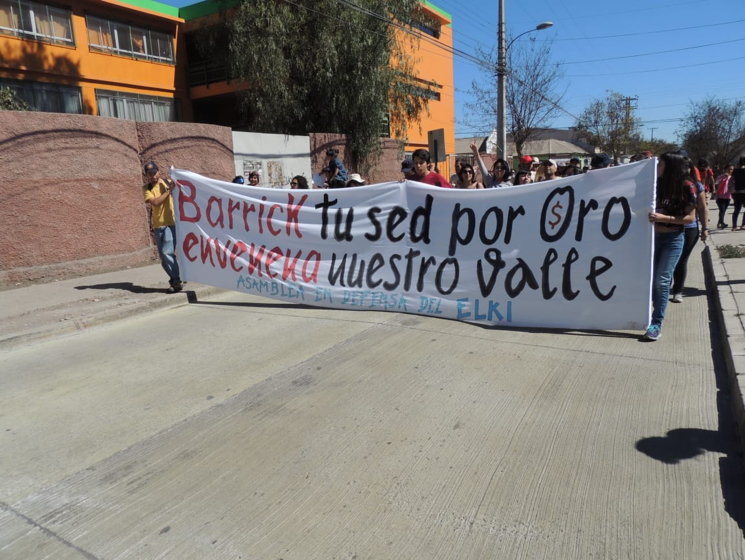 BarricK tu sed por Oro
envenena nuestro valle
ASAMBLEA EN DEFENSA DEL ELKI